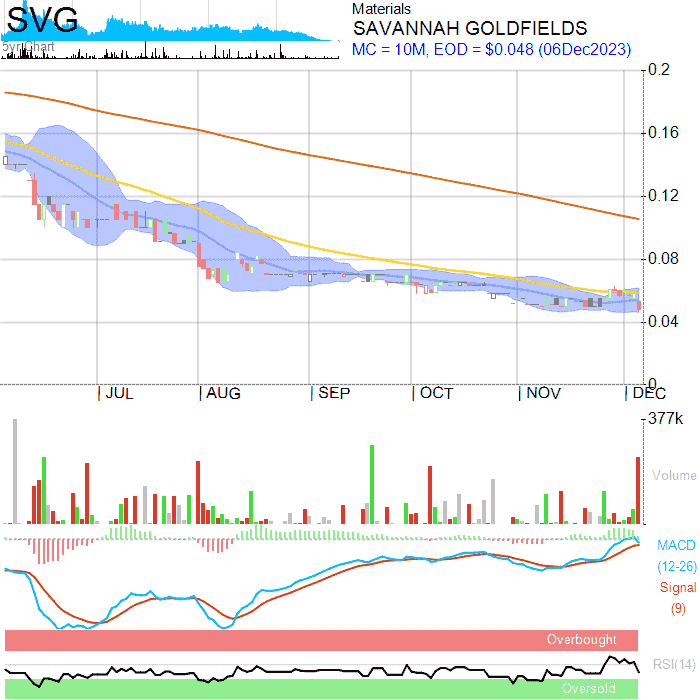 SVG
5yr Chart
Materials
SAVANNAH GOLDFIELDS
MC = 10M, EOD = $0.048 (06Dec2023)
0.2
0.16
0.12
0.08
0.04
0
JUL AUG SEP OCT NOV DEC
377k
Volume
MACD
(12-26)
Signal
(9)
Overbought
RSI(14)
Oversold